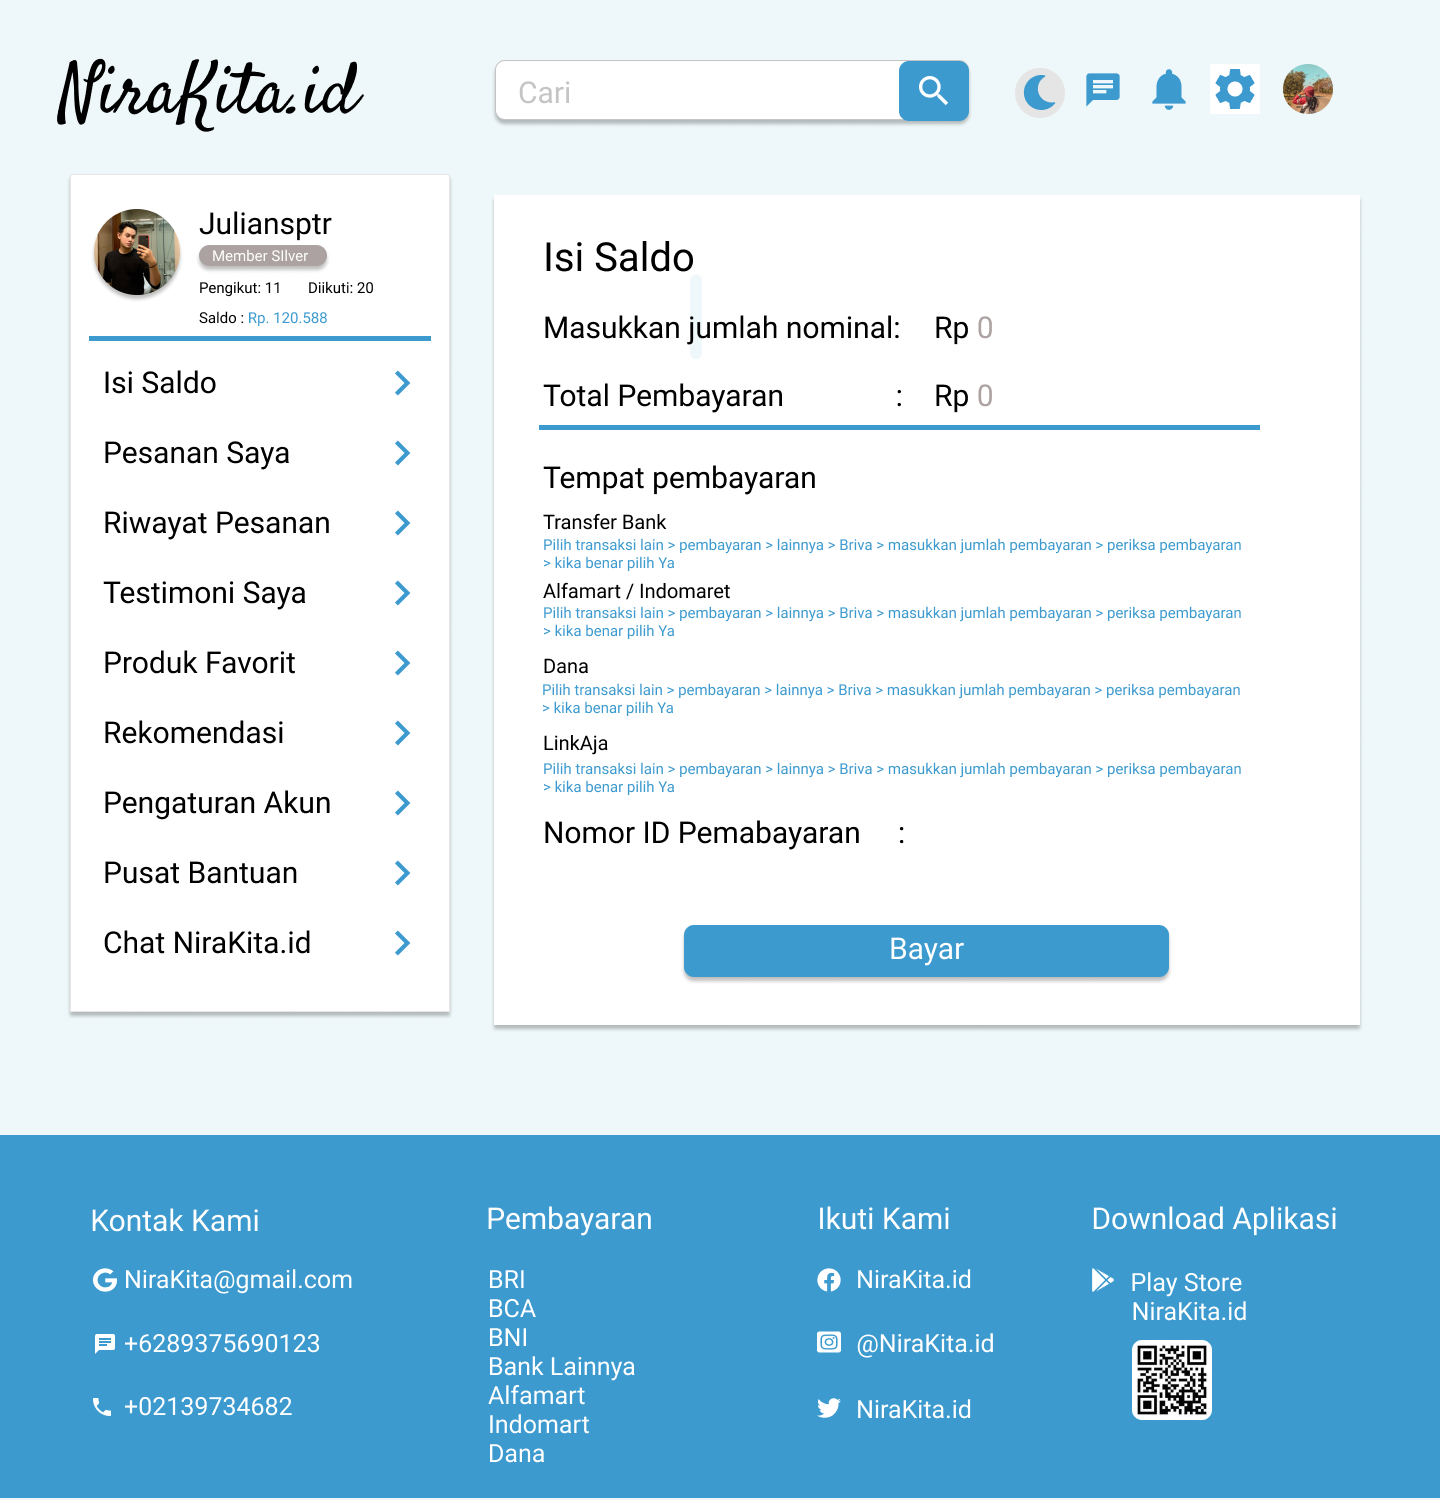 NiraKita.id
Cari
Juliansptr
Member SIlver
Pengikut: 11 Diikuti: 20
Saldo : Rp. 120.588
Isi Saldo
Pesanan Saya
Riwayat Pesanan
Testimoni Saya
Produk Favorit
Rekomendasi
Pengaturan Akun
Pusat Bantuan
Chat NiraKita.id
Isi Saldo
Masukkan jumlah nominal: Rp 0
Total Pembayaran : Rp 0
Tempat pembayaran
Transfer Bank
Pilih transaksi lain > pembayaran > lainnya > Briva > masukkan jumlah pembayaran > periksa pembayaran
> kika benar pilih Ya
Alfamart / Indomaret
Pilih transaksi lain > pembayaran > lainnya > Briva > masukkan jumlah pembayaran > periksa pembayaran
> kika benar pilih Ya
Dana
Pilih transaksi lain > pembayaran > lainnya > Briva > masukkan jumlah pembayaran > periksa pembayaran
> kika benar pilih Ya
LinkAja
Pilih transaksi lain > pembayaran > lainnya > Briva > masukkan jumlah pembayaran > periksa pembayaran
> kika benar pilih Ya
Nomor ID Pemabayaran :
Bayar
Kontak Kami
NiraKita@gmail.com
+6289375690123
+02139734682
Pembayaran
BRI
BCA
BNI
Bank Lainnya
Alfamart
Indomart
Dana
Ikuti Kami
NiraKita.id
@NiraKita.id
NiraKita.id
Download Aplikasi
Play Store
NiraKita.id